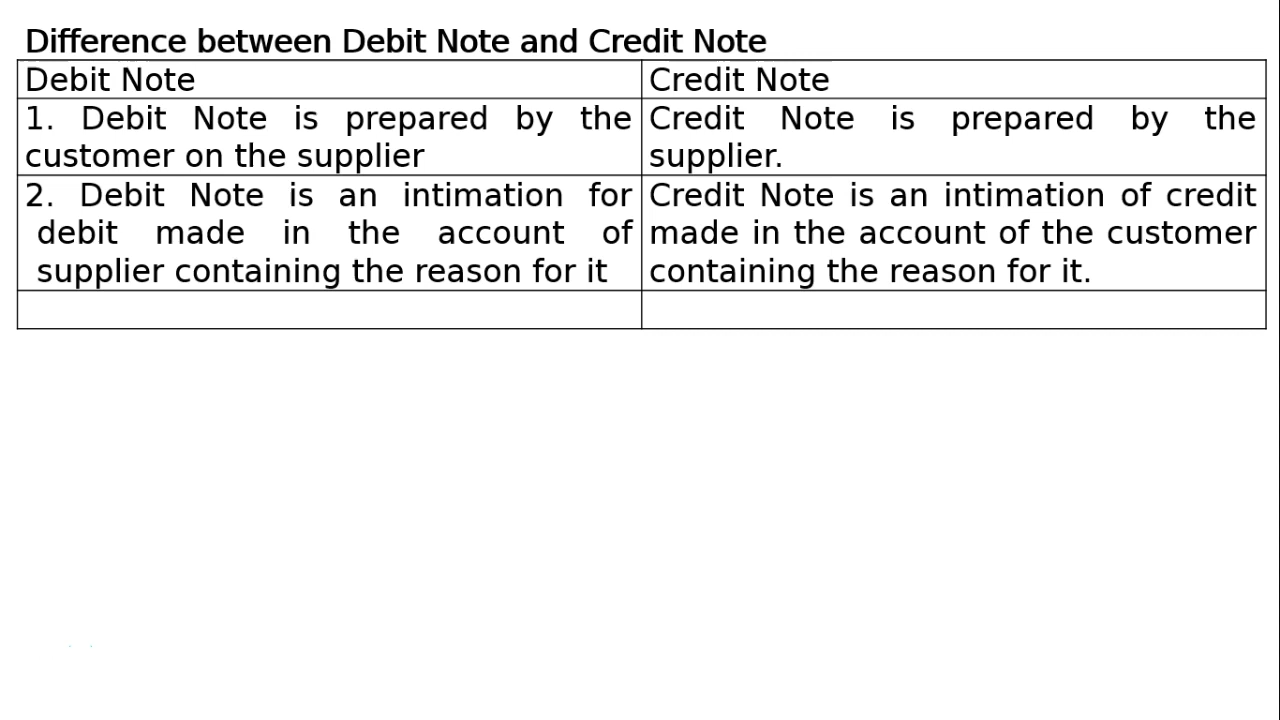 Difference between Debit Note and Credit Note
Debit Note
Credit Note
1. Debit Note is prepared by the
customer on the supplier
Credit Note is prepared by the
supplier.
2. Debit Note is an intimation for
debit made in the account of
supplier containing the reason for it
Credit Note is an intimation of credit
made in the account of the customer
containing the reason for it.